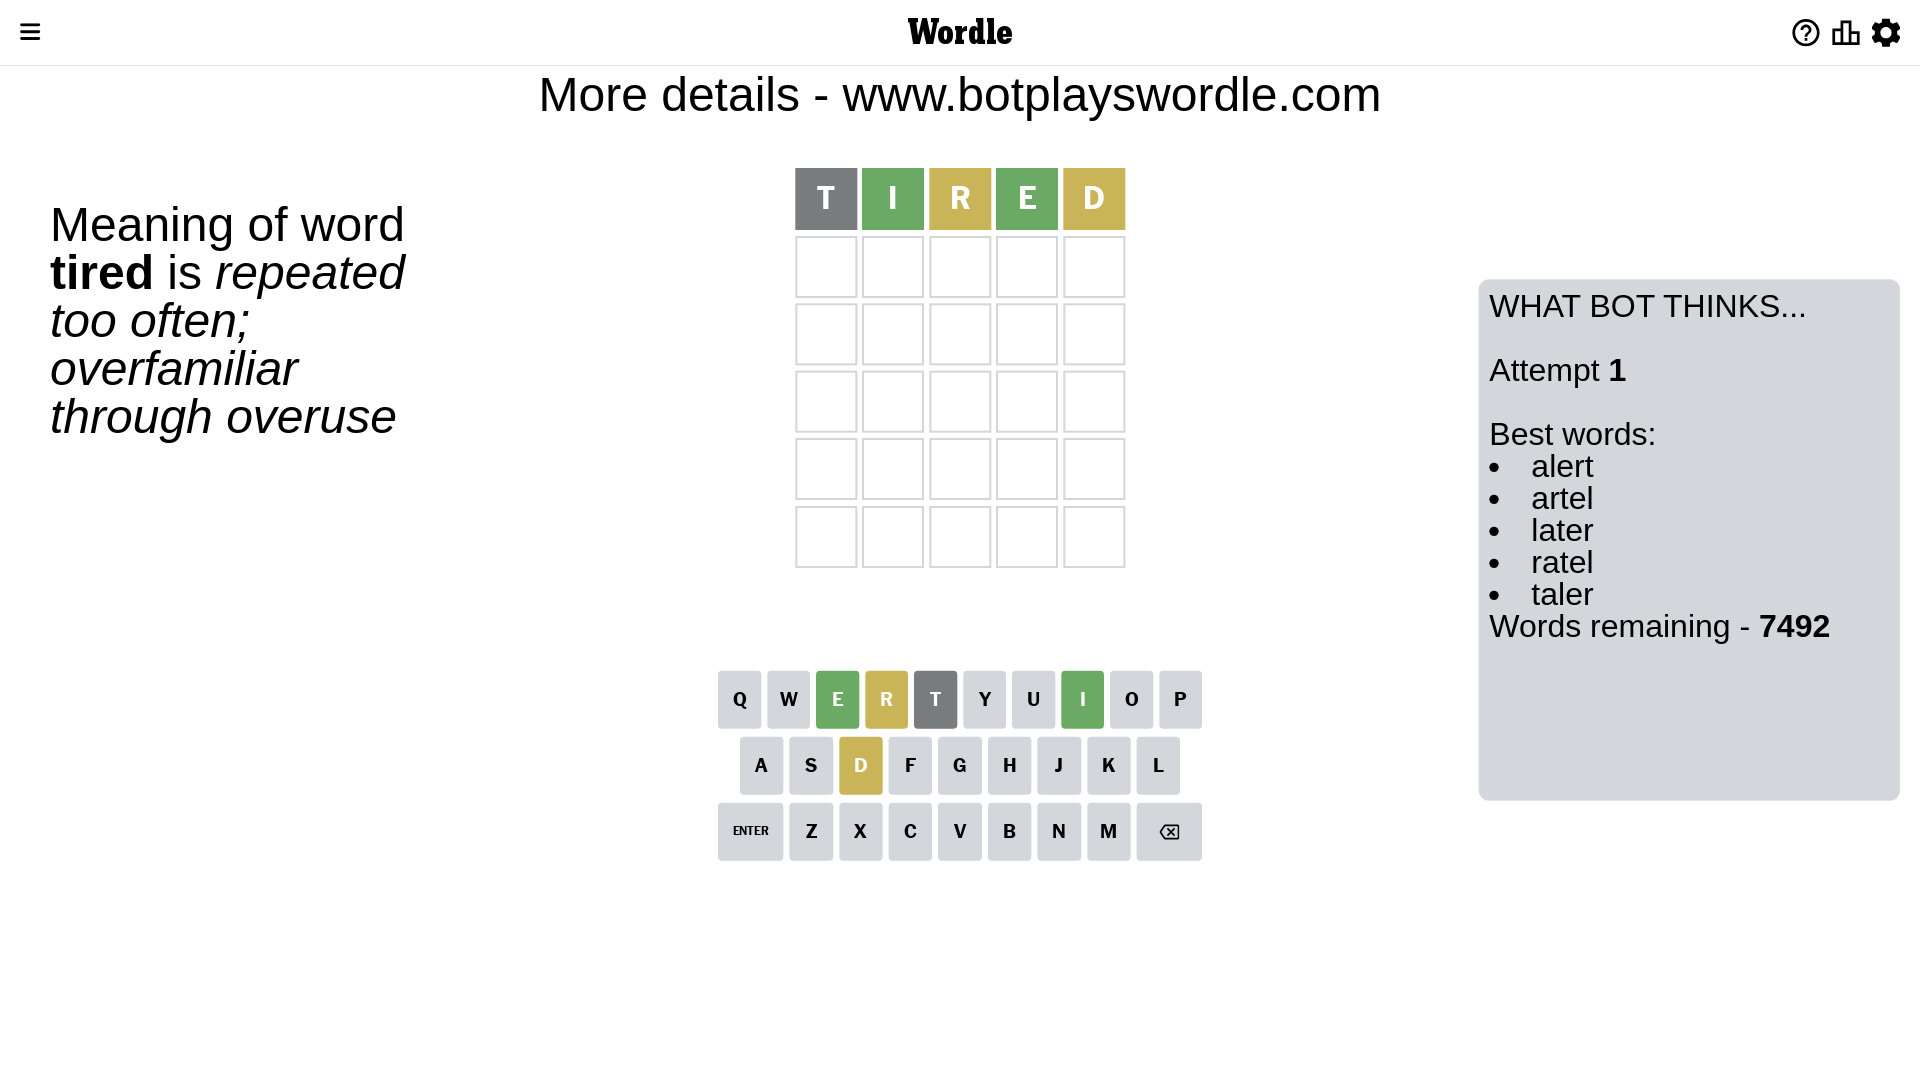 Wordle
More details - www.botplayswordle.com
Meaning of word
tired is repeated
too often;
overfamiliar
through overuse
T I R E D
WHAT BOT THINKS...
Attempt 1
Best words:
• alert
• artel
• later
• ratel
• taler
Words remaining - 7492
Q W E R T Y U I O P
A S D F G H J K L
ENTER Z X C V B N M